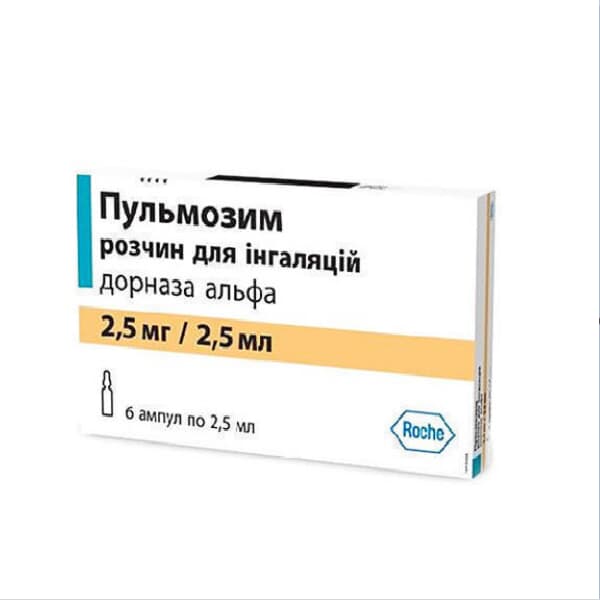 Пульмозим
розчин для інгаляцій
дорназа альфа
2,5 мг / 2,5 мл
6 ампул по 2,5 мл
Roche